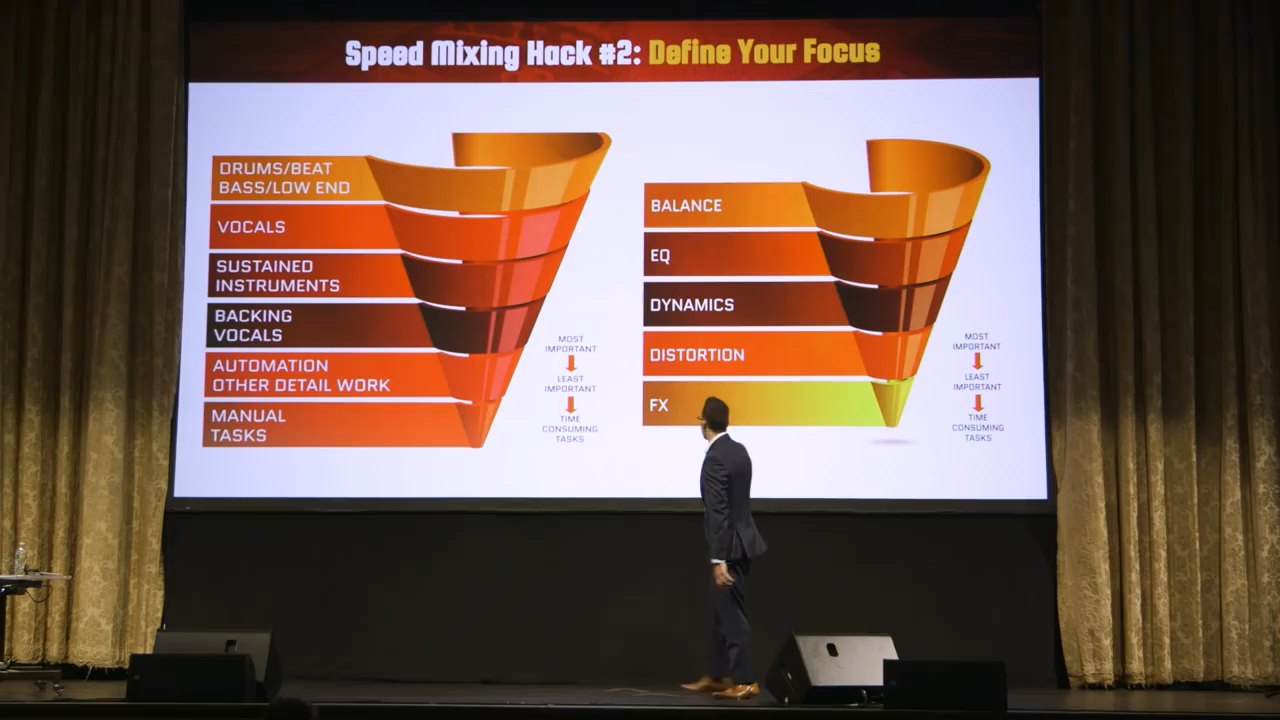 Speed Mixing Hack #2: Define Your Focus
DRUMS/BEAT
BASS/LOW END
VOCALS
SUSTAINED
INSTRUMENTS
BACKING
VOCALS
AUTOMATION
OTHER DETAIL WORK
MANUAL
TASKS
MOST
IMPORTANT
LEAST
IMPORTANT
TIME
CONSUMING
TASKS
BALANCE
EQ
DYNAMICS
DISTORTION
FX
MOST
IMPORTANT
LEAST
IMPORTANT
TIME
CONSUMING
TASKS